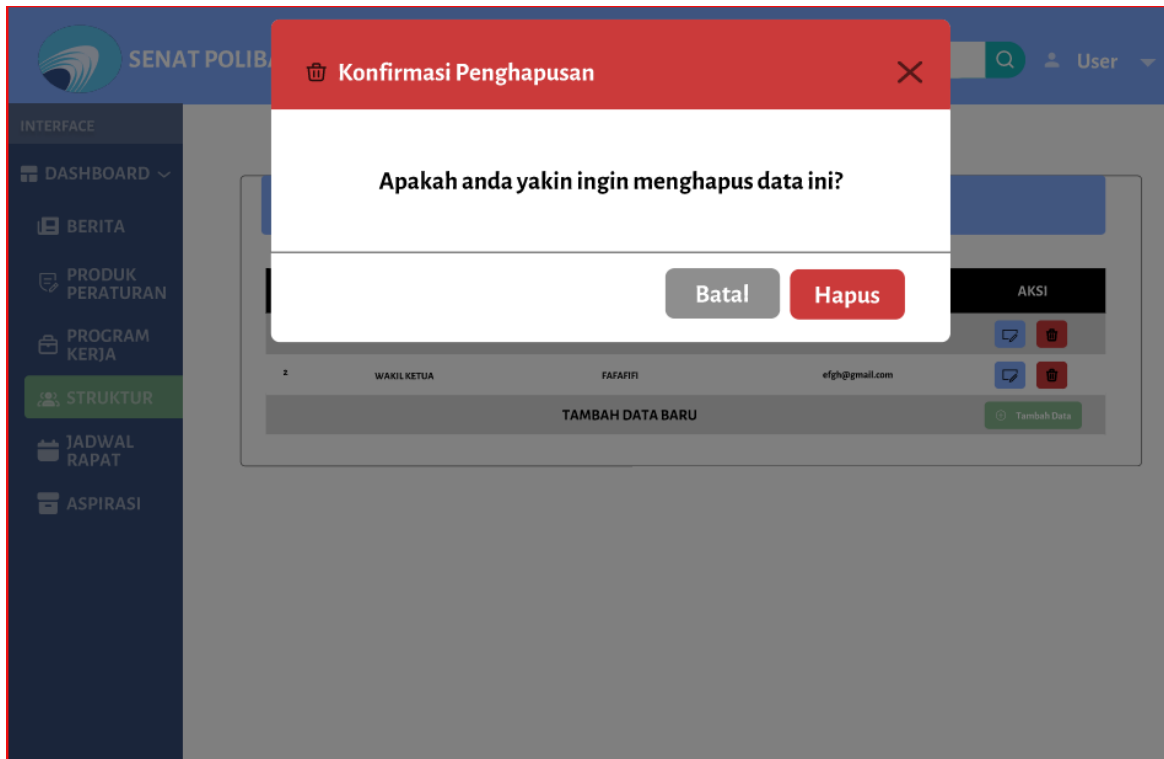 SENAT POLIBA
Konfirmasi Penghapusan
User
INTERFACE
DASHBOARD
Apakah anda yakin ingin menghapus data ini?
BERITA
PRODUK
PERATURAN
Batal
Hapus
AKSI
PROGRAM
KERJA
2 WAKIL KETUA FAFAFIFI efgh@gmail.com
STRUKTUR
TAMBAH DATA BARU
Tambah Data
JADWAL
RAPAT
ASPIRASI